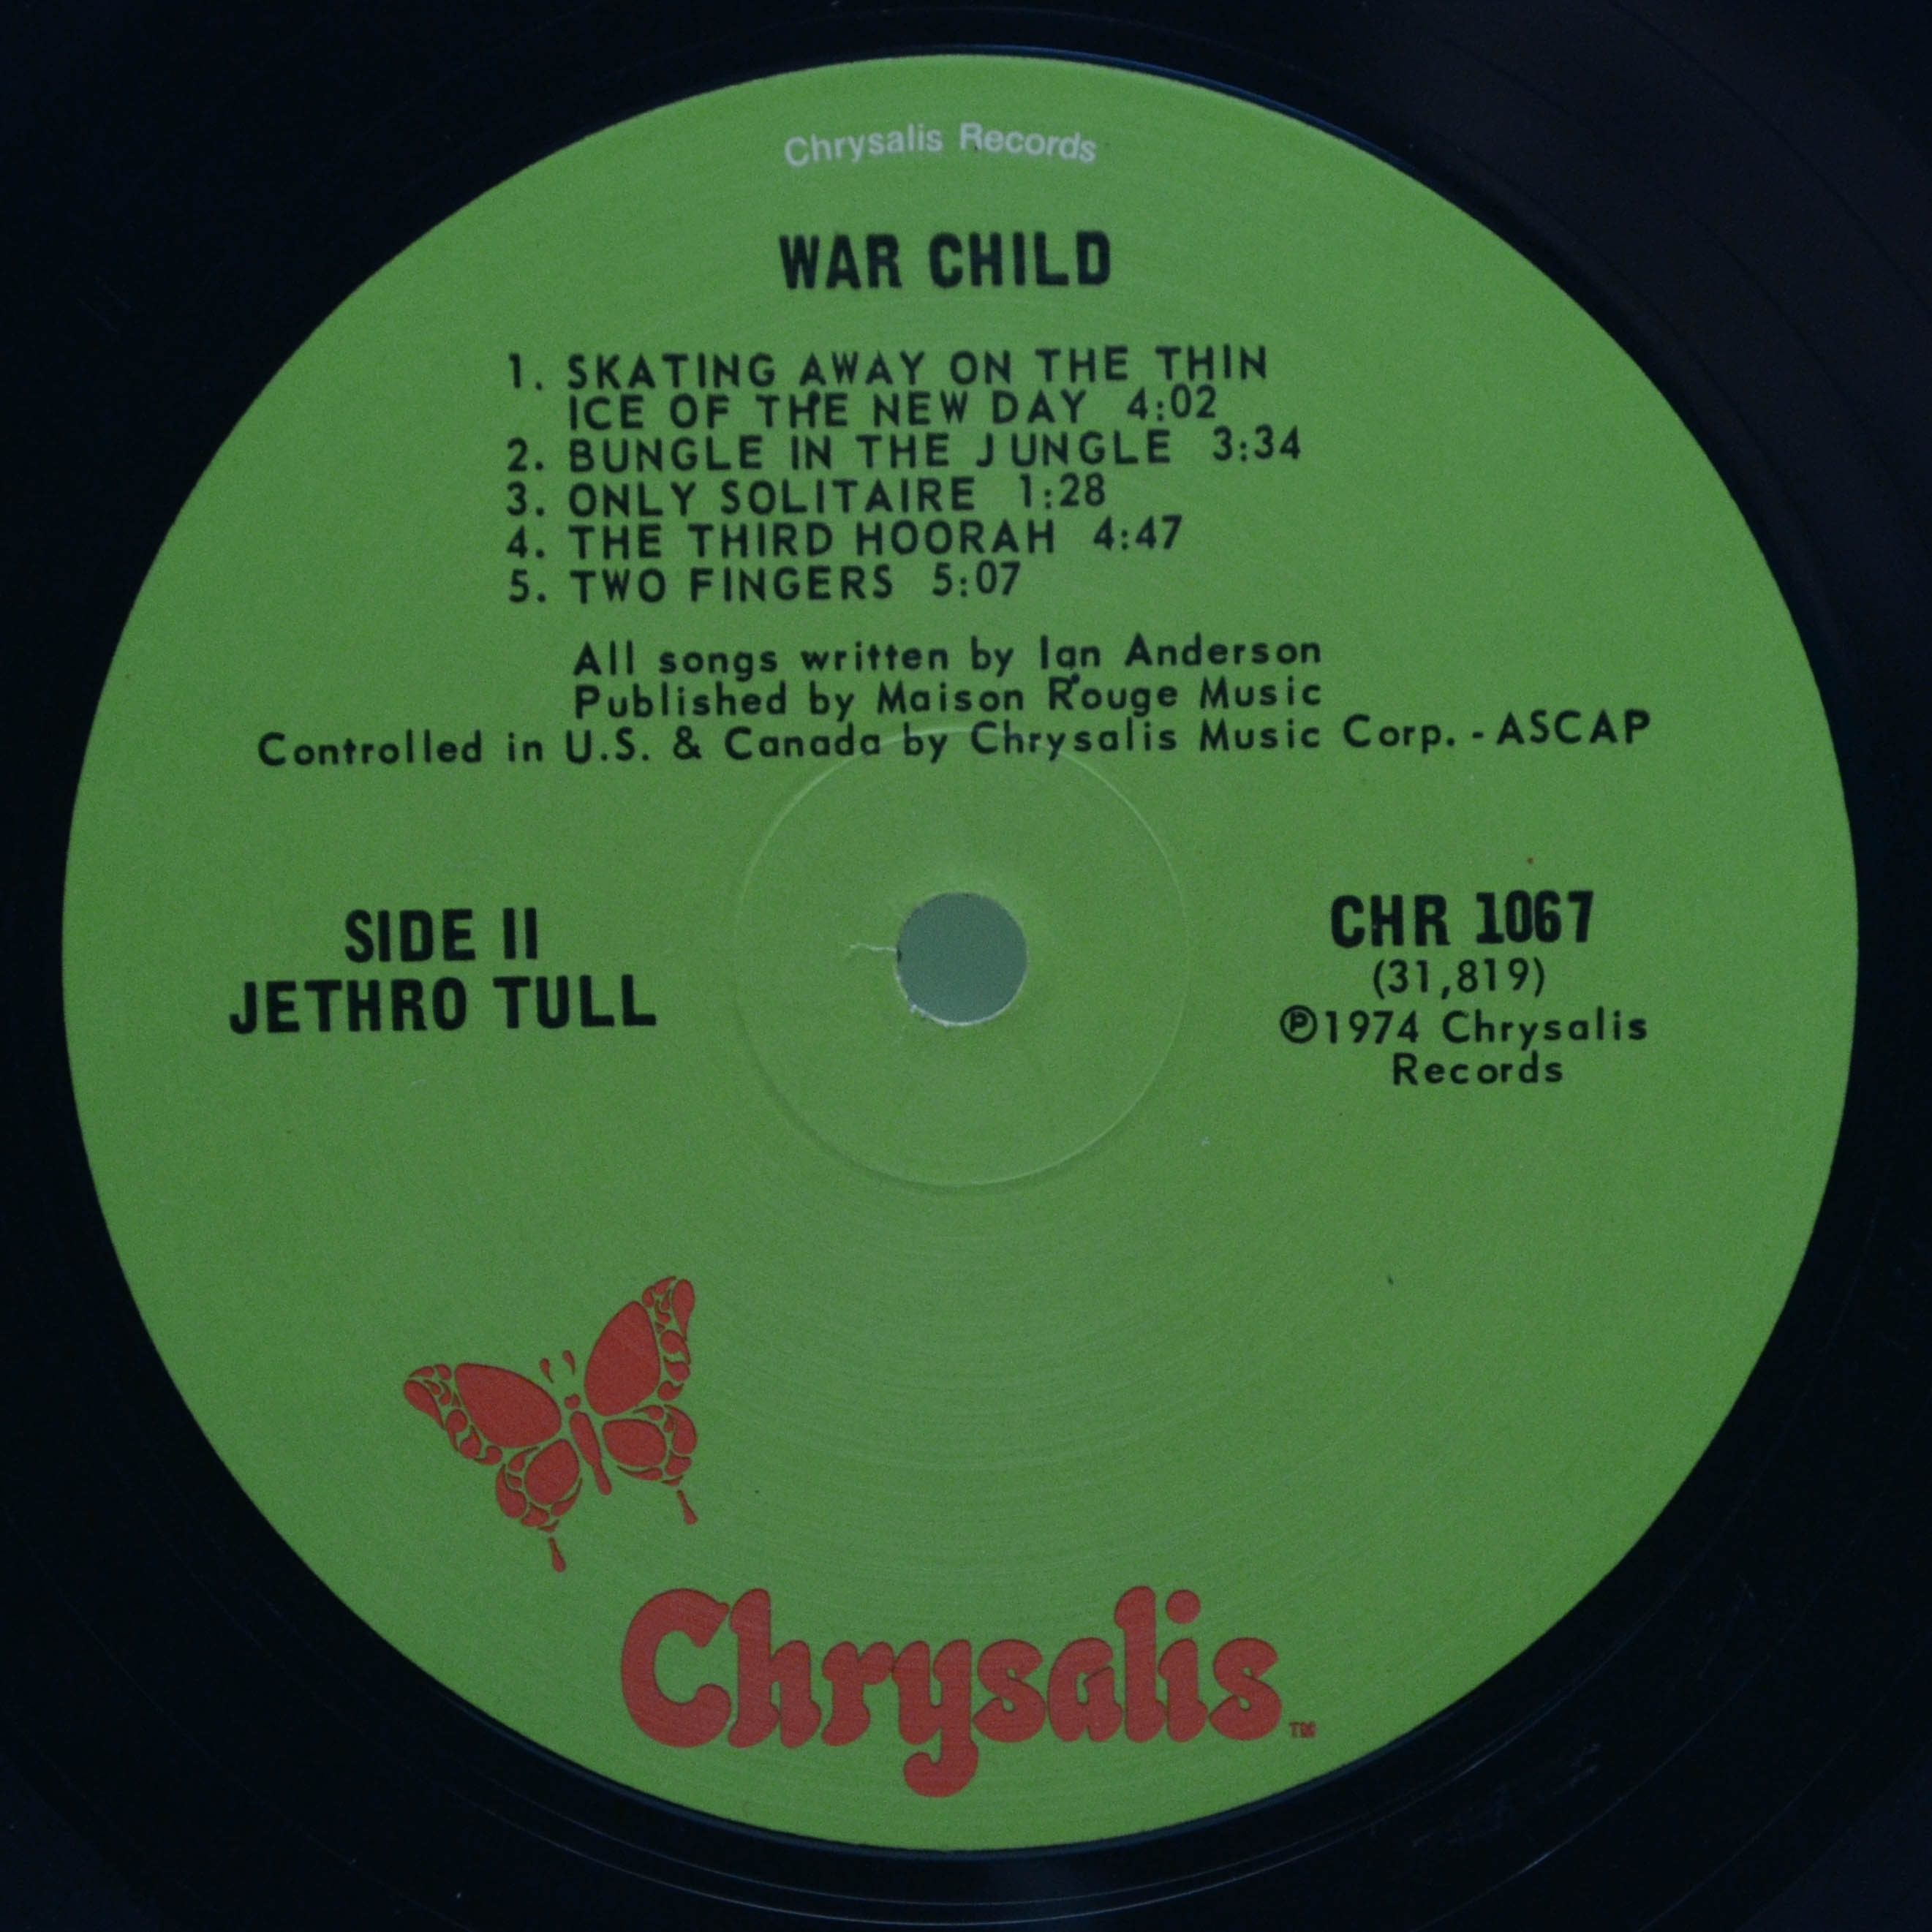 Chrysalis Records
WAR CHILD
1. SKATING AWAY ON THE THIN
ICE OF THE NEW DAY 4:02
2. BUNGLE IN THE JUNGLE 3:34
3. ONLY SOLITAIRE 1:28
4. THE THIRD HOORAH 4:47
5. TWO FINGERS 5:07
All songs written by Ian Anderson
Published by Maison Rouge Music
Controlled in U.S. & Canada by Chrysalis Music Corp. - ASCAP
SIDE II
JETHRO TULL
CHR 1067
(31,819)
℗1974 Chrysalis
Records
Chrysalis TM